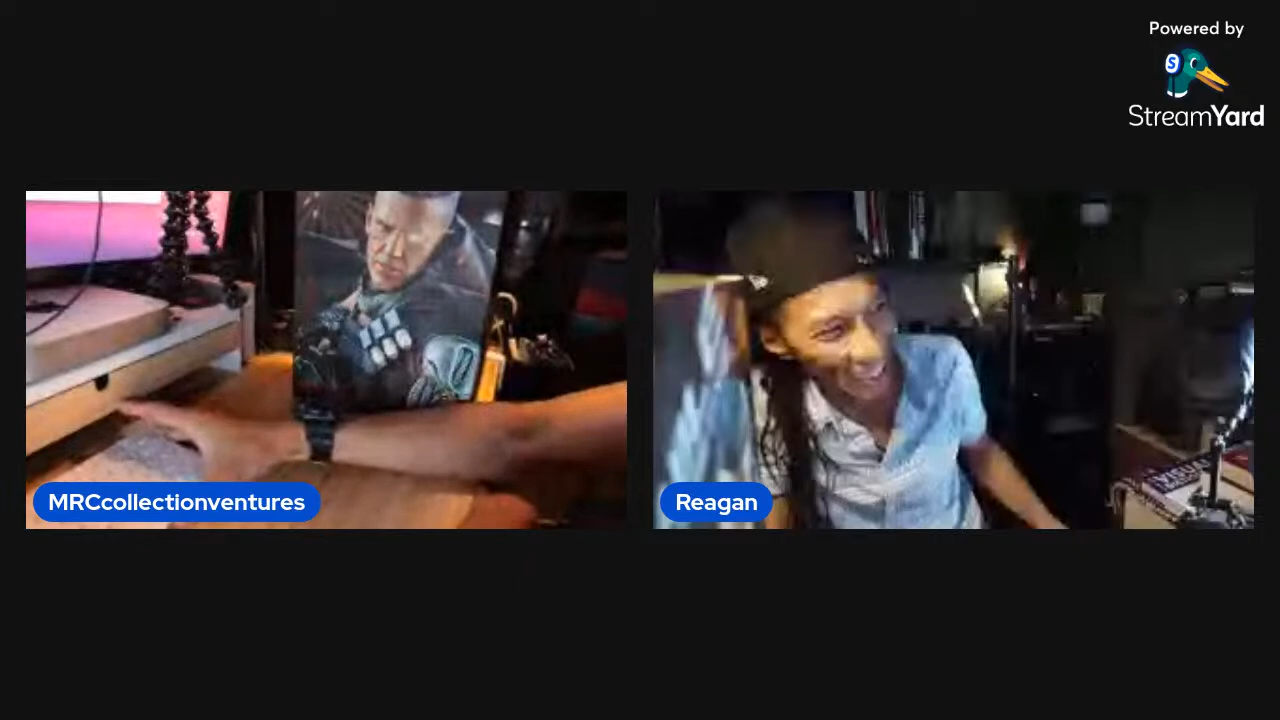 Powered by
S
StreamYard
MRCcollectionventures
Reagan